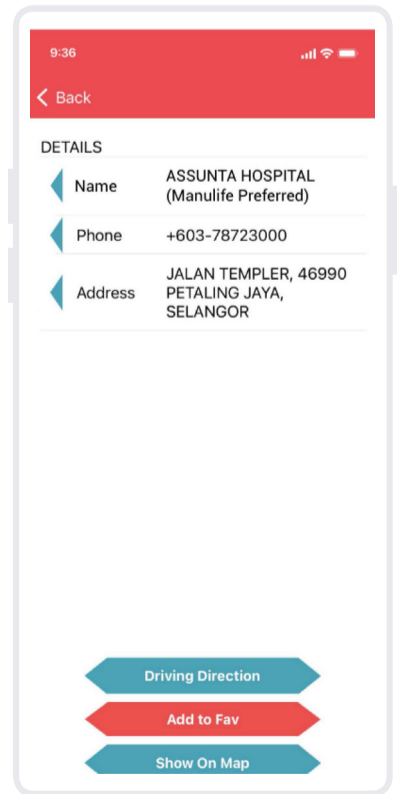 9:36
Back
DETAILS
Name
ASSUNTA HOSPITAL
(Manulife Preferred)
Phone
+603-78723000
Address
JALAN TEMPLER, 46990
PETALING JAYA,
SELANGOR
Driving Direction
Add to Fav
Show On Map